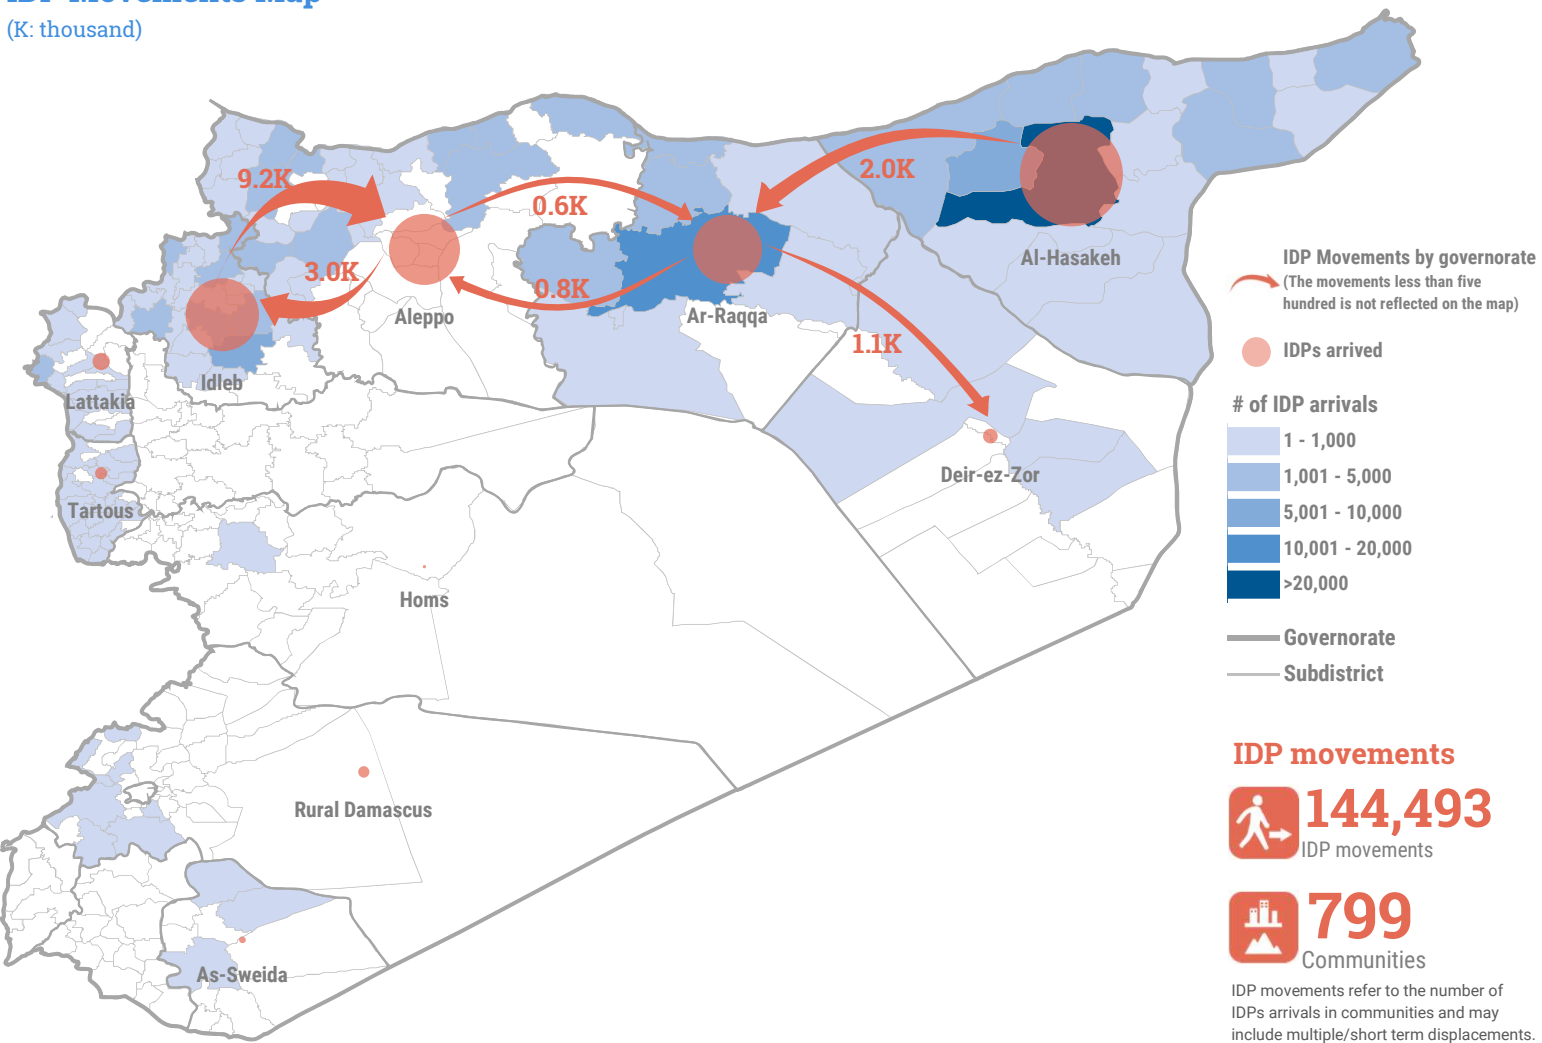 IDP Movements Map
(K: thousand)
9.2K
3.0K
0.6K
0.8K
2.0K
1.1K
Aleppo
Idleb
Lattakia
Tartous
Ar-Raqqa
Al-Hasakeh
Deir-ez-Zor
Homs
Rural Damascus
As-Sweida
IDP Movements by governorate
(The movements less than five
hundred is not reflected on the map)
IDPs arrived
# of IDP arrivals
1 - 1,000
1,001 - 5,000
5,001 - 10,000
10,001 - 20,000
>20,000
Governorate
Subdistrict
IDP movements
144,493
IDP movements
799
Communities
IDP movements refer to the number of
IDPs arrivals in communities and may
include multiple/short term displacements.